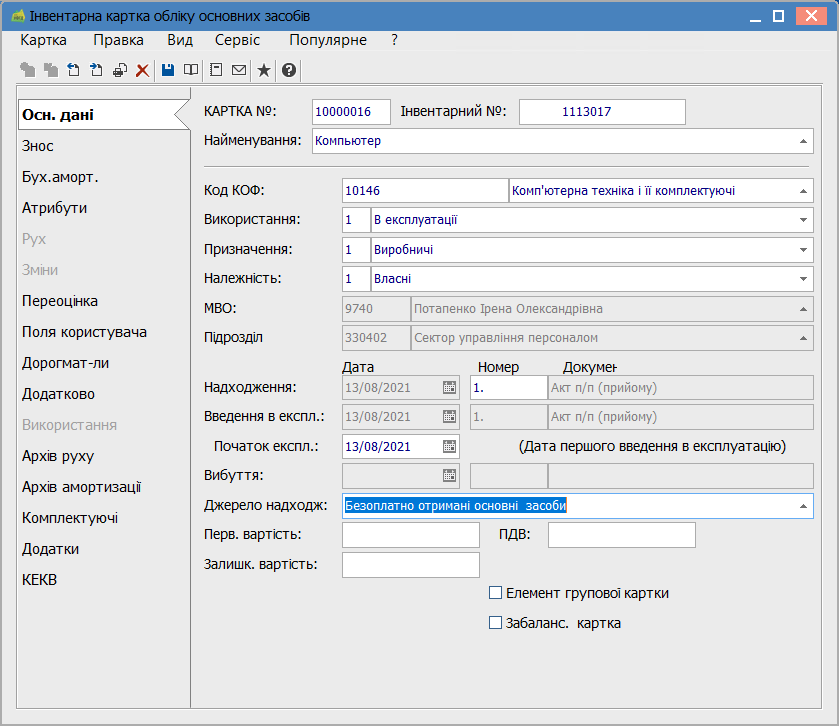 Інвентарна картка обліку основних засобів
Картка Правка Вид Сервіс Популярне ?
Осн. дані
Знос
Бух.аморт.
Атрибути
Рух
Зміни
Переоцінка
Поля користувача
Дорогмат-ли
Додатково
Використання
Архів руху
Архів амортизації
Комплектуючі
Додатки
КЕКВ
КАРТКА №: 10000016 Інвентарний №: 1113017
Найменування: Компьютер
Код КОФ: 10146 Комп'ютерна техніка і її комплектуючі
Використання: 1 В експлуатації
Призначення: 1 Виробничі
Належність: 1 Власні
МВО: 9740 Потапенко Ірена Олександрівна
Підрозділ 330402 Сектор управління персоналом
Дата Номер Докумен
Надходження: 13/08/2021 1. Акт п/п (прийому)
Введення в експл.: 13/08/2021 1. Акт п/п (прийому)
Початок експл.: 13/08/2021 (Дата першого введення в експлуатацію)
Вибуття:
Джерело надходж: Безоплатно отримані основні засоби
Перв. вартість: ПДВ:
Залишк. вартість:
Елемент групової картки
Забаланс. картка